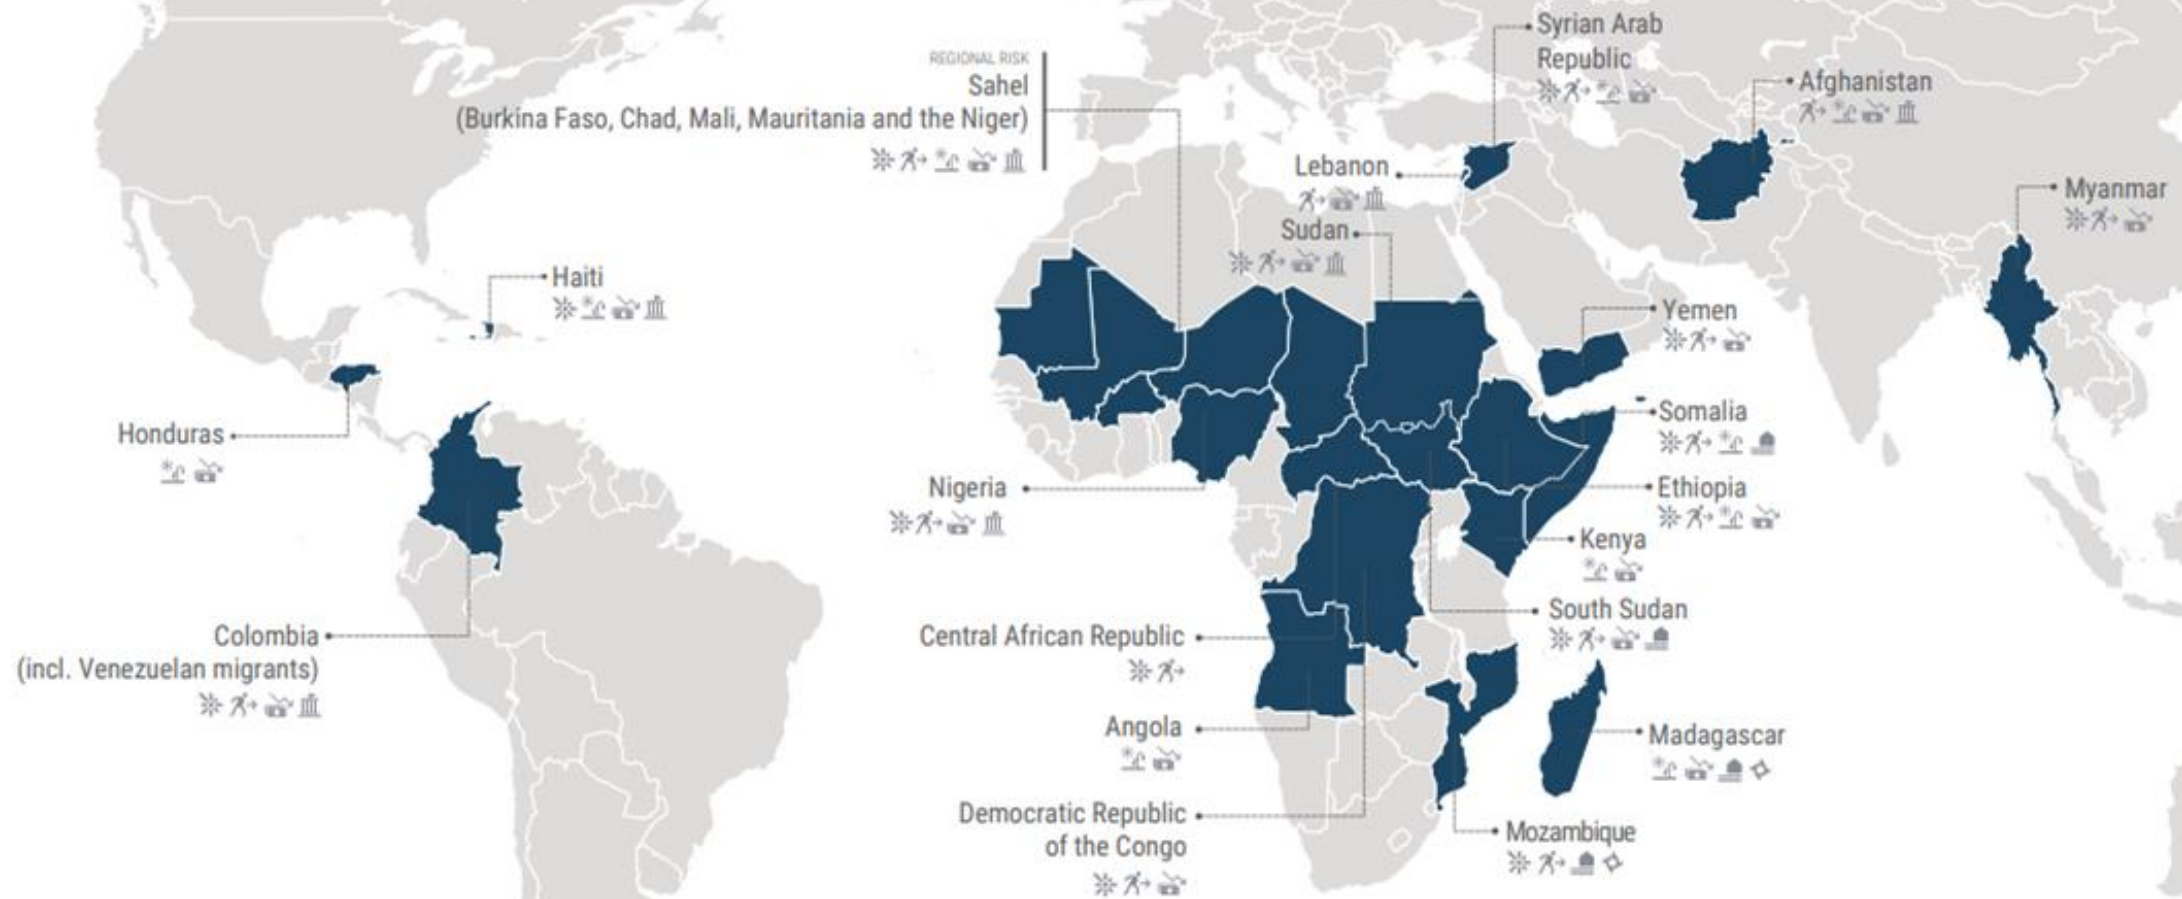 REGIONAL RISK
Sahel
(Burkina Faso, Chad, Mali, Mauritania and the Niger)
Syrian Arab
Republic
Afghanistan
Lebanon
Myanmar
Sudan
Haiti
Yemen
Somalia
Honduras
Nigeria
Ethiopia
Kenya
South Sudan
Colombia
(incl. Venezuelan migrants)
Central African Republic
Angola
Madagascar
Democratic Republic
of the Congo
Mozambique